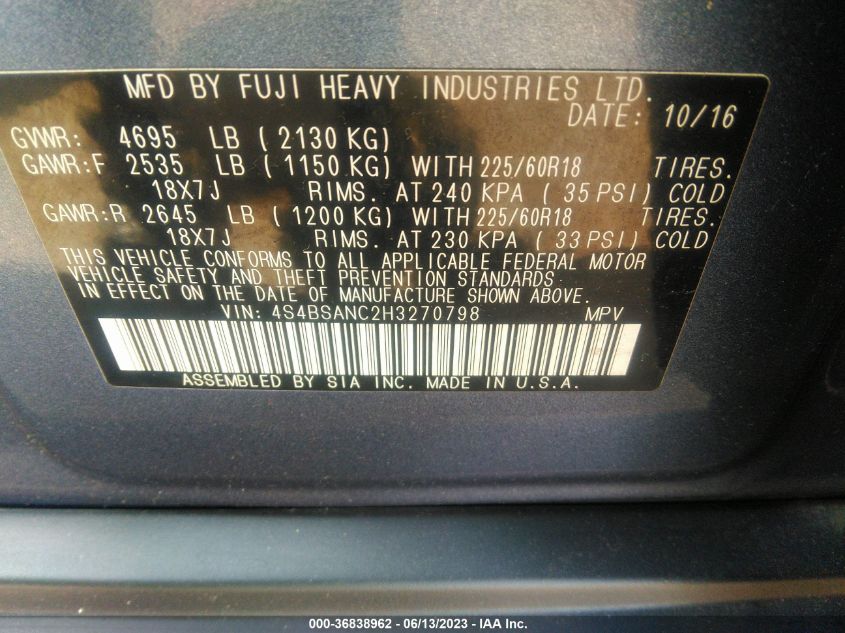 MFD BY FUJI HEAVY INDUSTRIES LTD.
DATE: 10/16
GVWR: 4695 LB ( 2130 KG)
GAWR:F 2535 LB ( 1150 KG) WITH 225/60R18 TIRES.
18X7J RIMS. AT 240 KPA ( 35 PSI) COLD
GAWR:R 2645 LB ( 1200 KG) WITH 225/60R18 TIRES.
18X7J RIMS. AT 230 KPA ( 33 PSI) COLD
THIS VEHICLE CONFORMS TO ALL APPLICABLE FEDERAL MOTOR
VEHICLE SAFETY AND THEFT PREVENTION STANDARDS
IN EFFECT ON THE DATE OF MANUFACTURE SHOWN ABOVE.
VIN: 4S4BSANC2H3270798 MPV
ASSEMBLED BY SIA INC. MADE IN U.S.A.
000-36838962 - 06/13/2023 - IAA Inc.